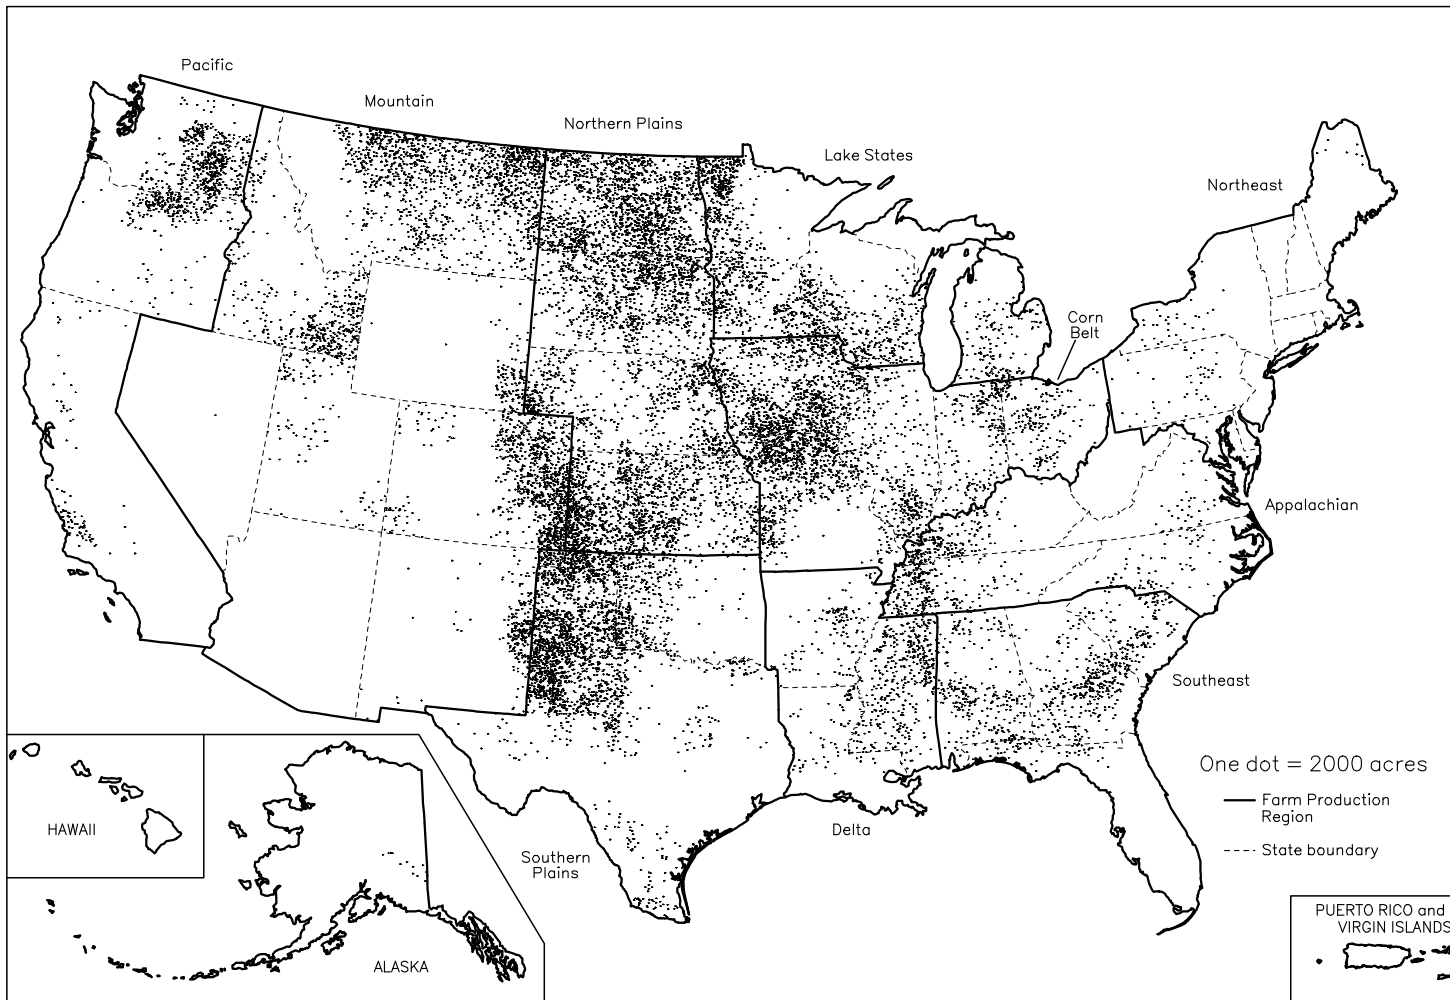 Pacific
Mountain
Northern Plains
Lake States
Northeast
Corn
Belt
Appalachian
Southeast
One dot = 2000 acres
Farm Production
Region
State boundary
Delta
Southern
Plains
HAWAII
ALASKA
PUERTO RICO and
VIRGIN ISLANDS